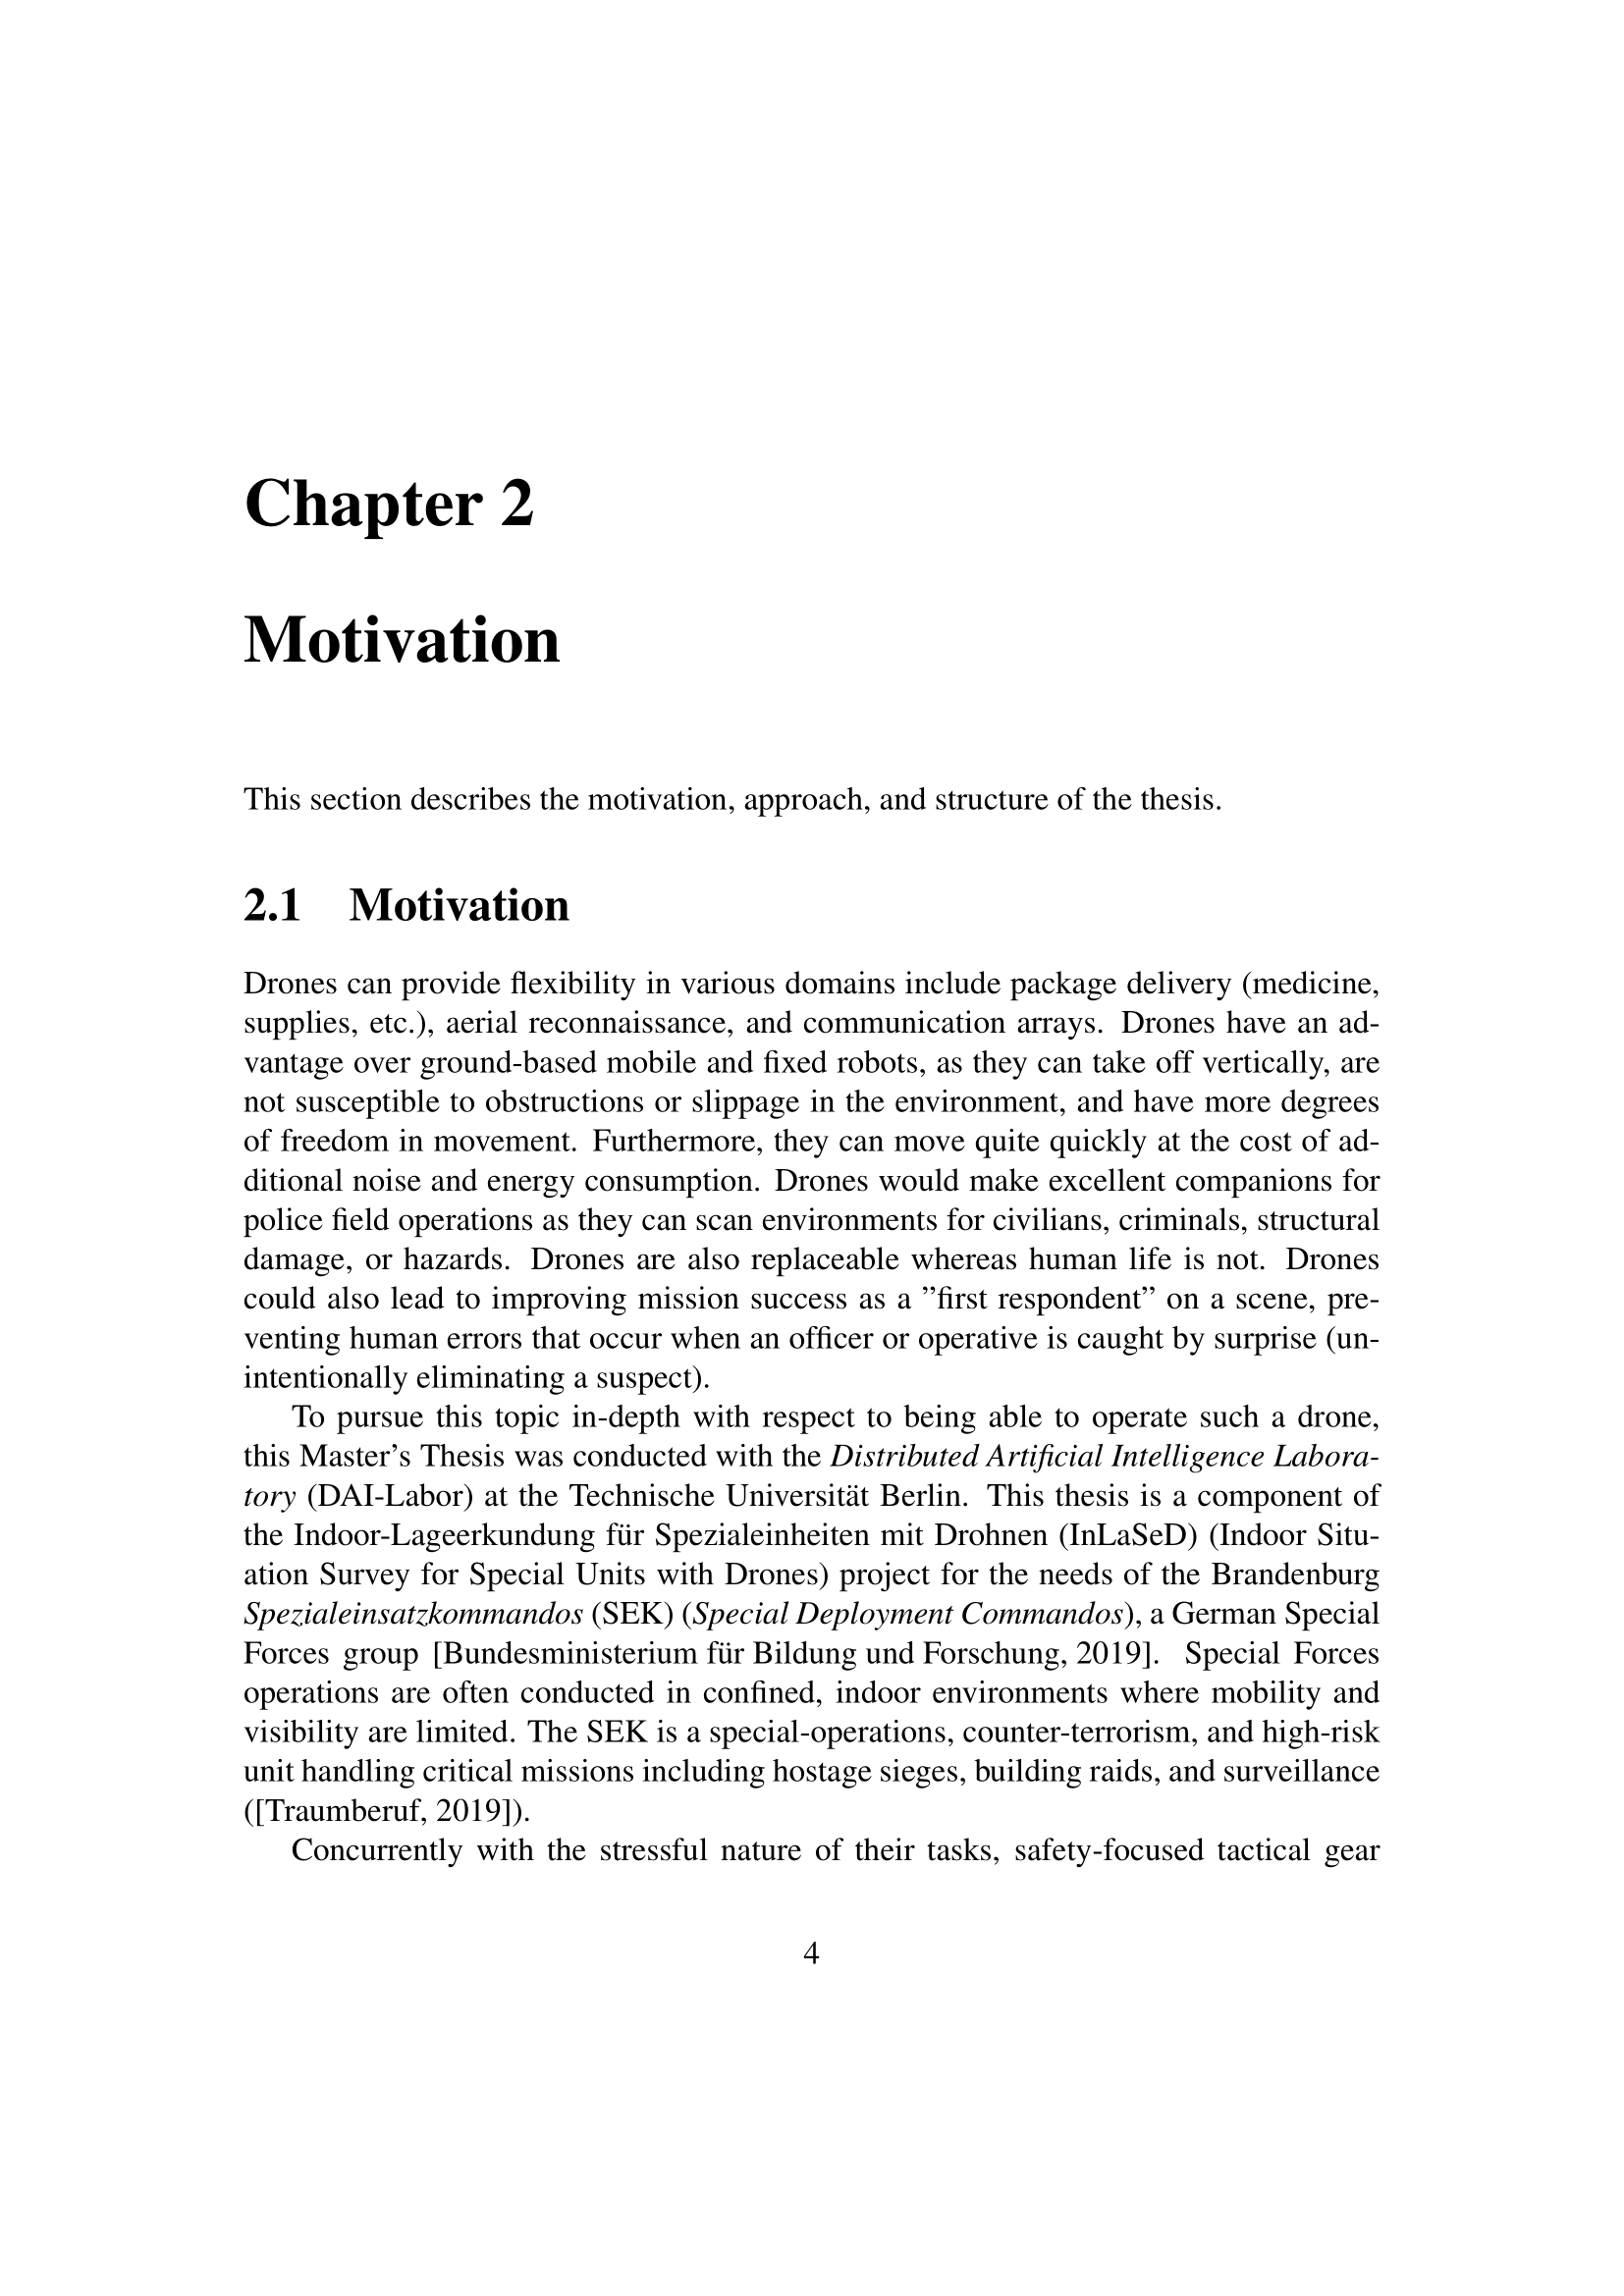 Chapter 2
Motivation
This section describes the motivation, approach, and structure of the thesis.
2.1 Motivation
Drones can provide flexibility in various domains include package delivery (medicine,
supplies, etc.), aerial reconnaissance, and communication arrays. Drones have an ad-
vantage over ground-based mobile and fixed robots, as they can take off vertically, are
not susceptible to obstructions or slippage in the environment, and have more degrees
of freedom in movement. Furthermore, they can move quite quickly at the cost of ad-
ditional noise and energy consumption. Drones would make excellent companions for
police field operations as they can scan environments for civilians, criminals, structural
damage, or hazards. Drones are also replaceable whereas human life is not. Drones
could also lead to improving mission success as a ”first respondent” on a scene, pre-
venting human errors that occur when an officer or operative is caught by surprise (un-
intentionally eliminating a suspect).
To pursue this topic in-depth with respect to being able to operate such a drone,
this Master’s Thesis was conducted with the Distributed Artificial Intelligence Labora-
tory (DAI-Labor) at the Technische Universität Berlin. This thesis is a component of
the Indoor-Lageerkundung für Spezialeinheiten mit Drohnen (InLaSeD) (Indoor Situ-
ation Survey for Special Units with Drones) project for the needs of the Brandenburg
Spezialeinsatzkommandos (SEK) (Special Deployment Commandos), a German Special
Forces group [Bundesministerium für Bildung und Forschung, 2019]. Special Forces
operations are often conducted in confined, indoor environments where mobility and
visibility are limited. The SEK is a special-operations, counter-terrorism, and high-risk
unit handling critical missions including hostage sieges, building raids, and surveillance
([Traumberuf, 2019]).
Concurrently with the stressful nature of their tasks, safety-focused tactical gear
4